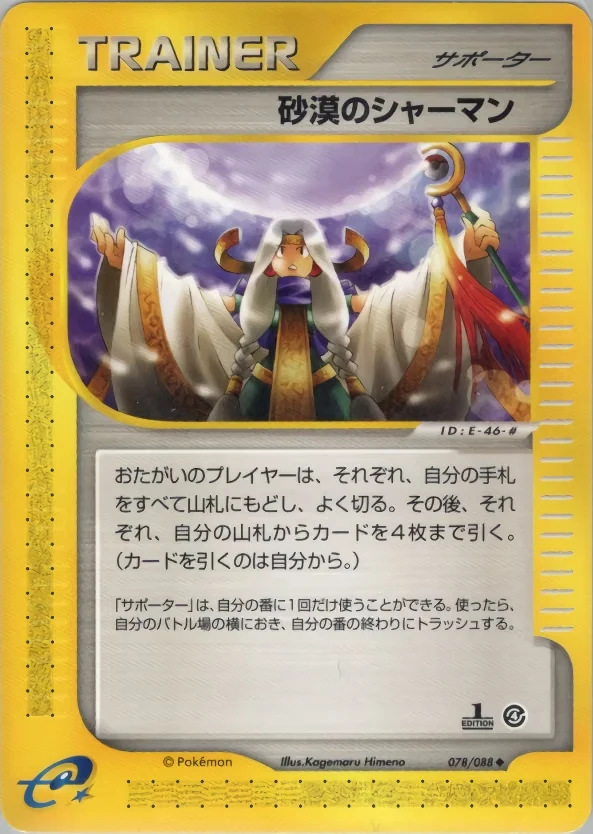 TRAINER
サポーター
砂漠のシャーマン
ID:E-46-#
おたがいのプレイヤーは、それぞれ、自分の手札
をすべて山札にもどし、よく切る。その後、それ
ぞれ、自分の山札からカードを4枚まで引く。
(カードを引くのは自分から。)
「サポーター」は、自分の番に1回だけ使うことができる。使ったら、
自分のバトル場の横におき、自分の番の終わりにトラッシュする。
1
EDITION
4
© Pokémon Illus.Kagemaru Himeno 078/088 ◆
e